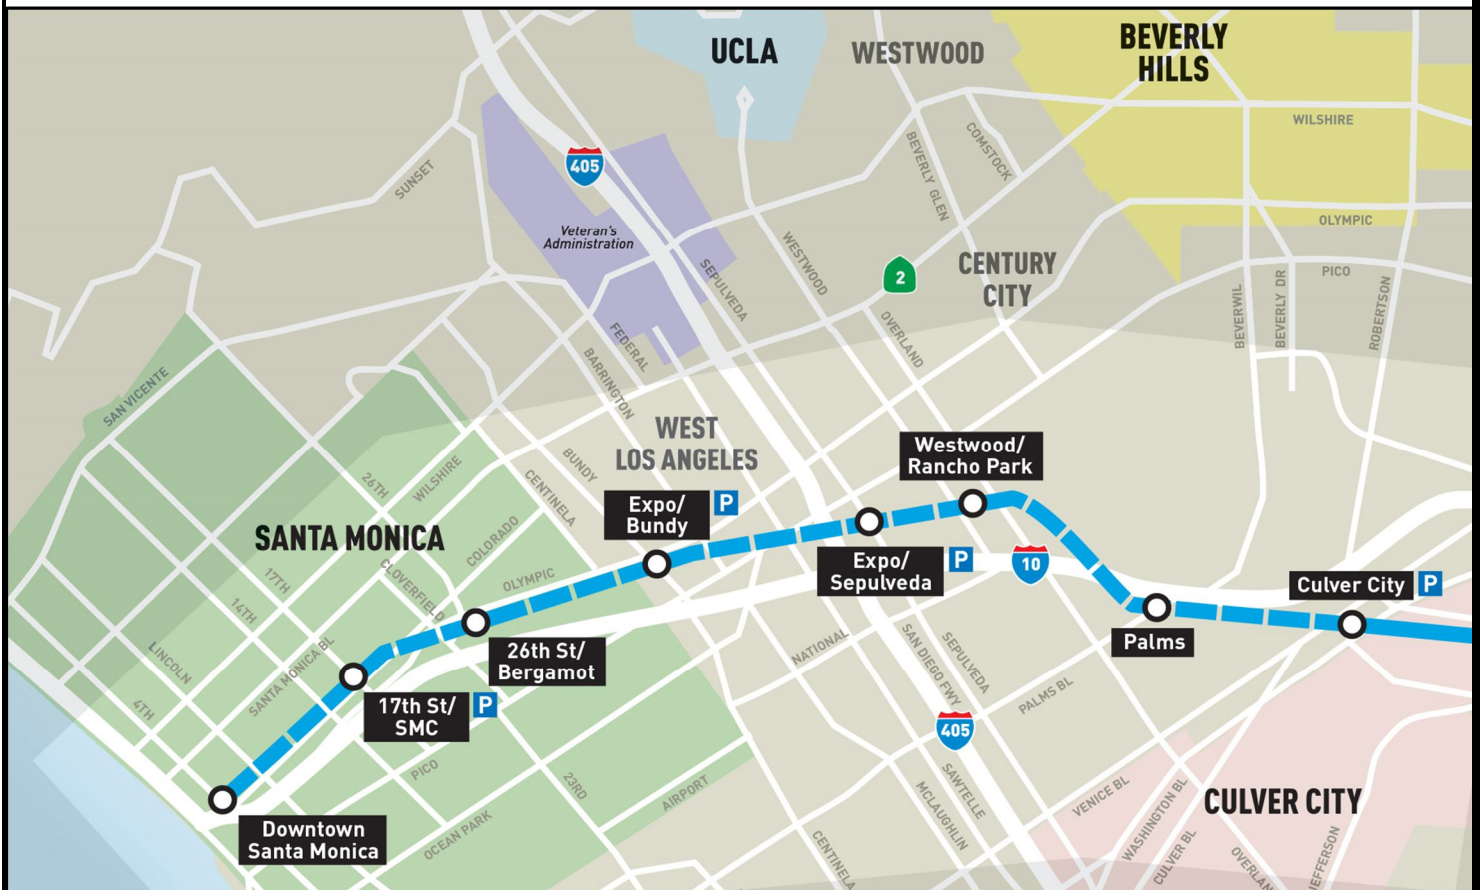 UCLA
WESTWOOD
BEVERLY
HILLS
WILSHIRE
COMSTOCK
BEVERLY GLEN
405
SUNSET
Veteran's
Administration
OLYMPIC
WESTWOOD
SEPULVEDA
2
CENTURY
CITY
PICO
BEVERWIL
BEVERLY DR
ROBERTSON
OVERLAND
FEDERAL
BARRINGTON
SAN VICENTE
WEST
LOS ANGELES
Westwood/
Rancho Park
BUNDY
CENTINELA
WILSHIRE
26TH
Expo/
Bundy
P
SANTA MONICA
COLORADO
CLOVERFIELD
OLYMPIC
Expo/
Sepulveda
P
10
Culver City
P
17TH
14TH
Palms
26th St/
Bergamot
NATIONAL
SAN DIEGO FWY
SEPULVEDA
LINCOLN
SANTA MONICA BL
4TH
17th St/
SMC
P
PALMS BL
405
PICO
23RD
AIRPORT
SAWTELLE
MCLAUGHLIN
VENICE BL
WASHINGTON BL
CULVER BL
CULVER CITY
Downtown
Santa Monica
OCEAN PARK
CENTINELA
OVERLAN
EFFERSON